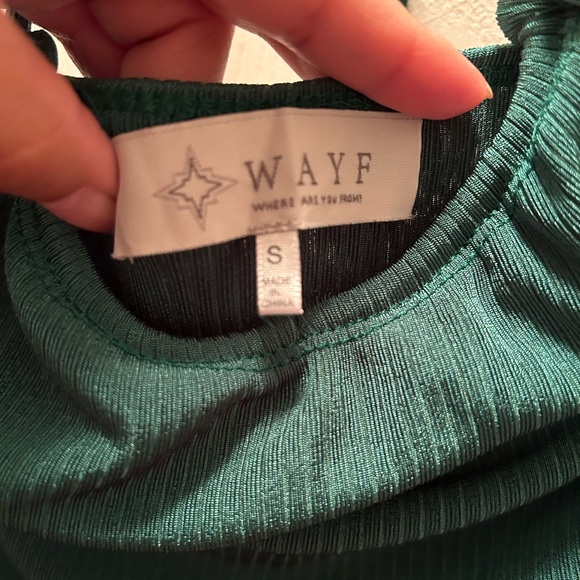 WAYF
WHERE ARE YOU FROM?
S
MADE
IN
CHINA